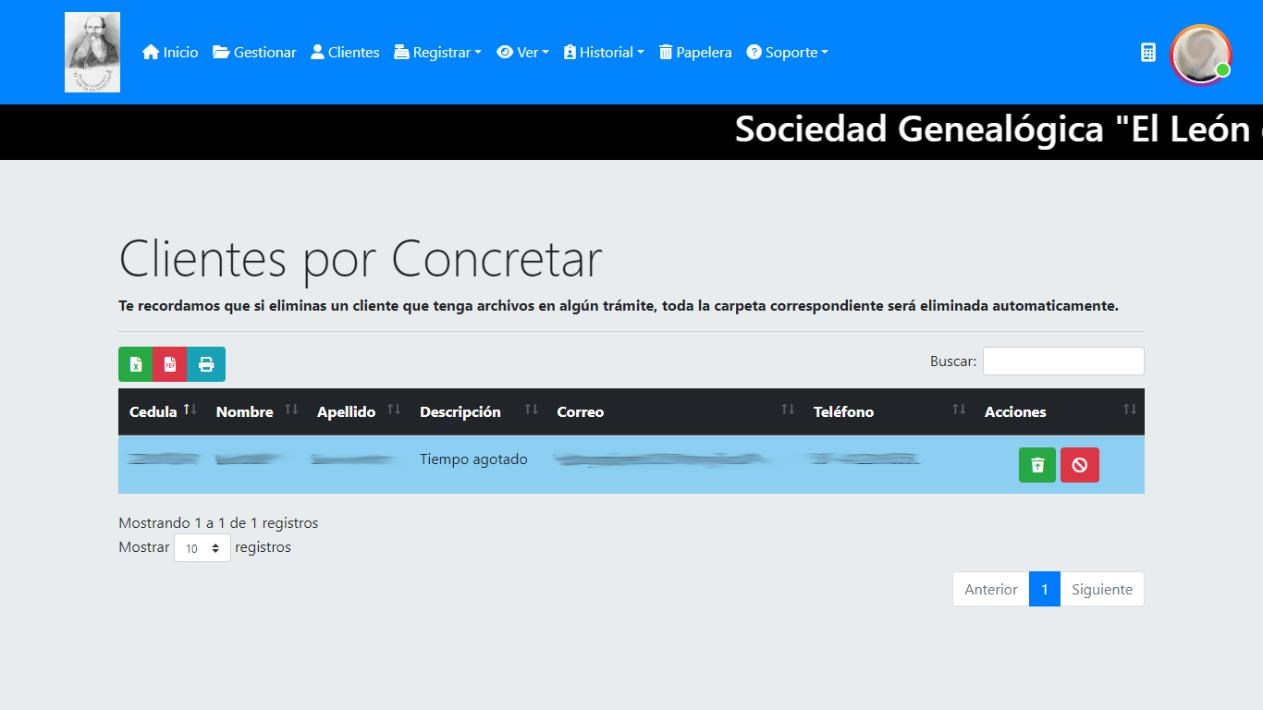 Inicio Gestionar Clientes Registrar Ver Historial Papelera Soporte
Sociedad Genealógica "El León
Clientes por Concretar
Te recordamos que si eliminas un cliente que tenga archivos en algún trámite, toda la carpeta correspondiente será eliminada automaticamente.
Buscar:
Cedula Nombre Apellido Descripción Correo Teléfono Acciones
Tiempo agotado
Mostrando 1 a 1 de 1 registros
Mostrar 10 registros
Anterior 1 Siguiente